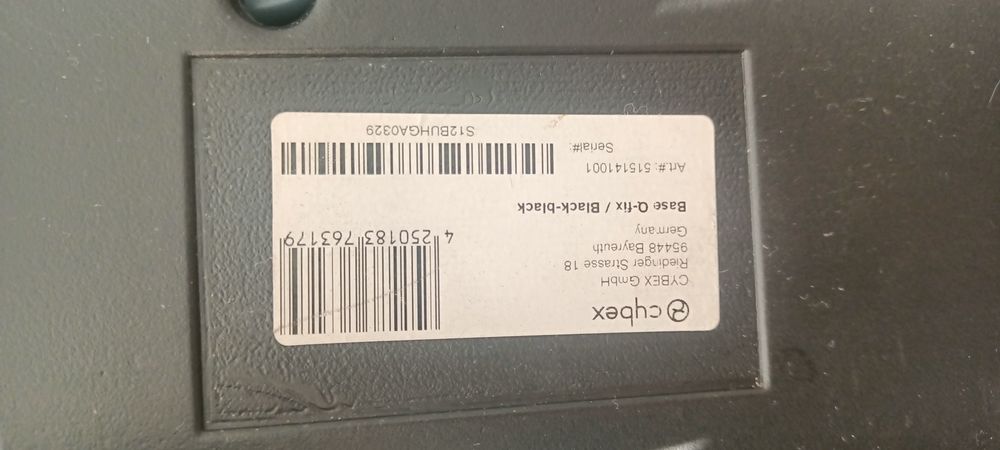 cybex
CYBEX GmbH
Riedinger Strasse 18
95448 Bayreuth
Germany
4 250183 763179
Base Q-fix / Black-black
Art.#: 515141001
Serial#:
S12BUHGA0329